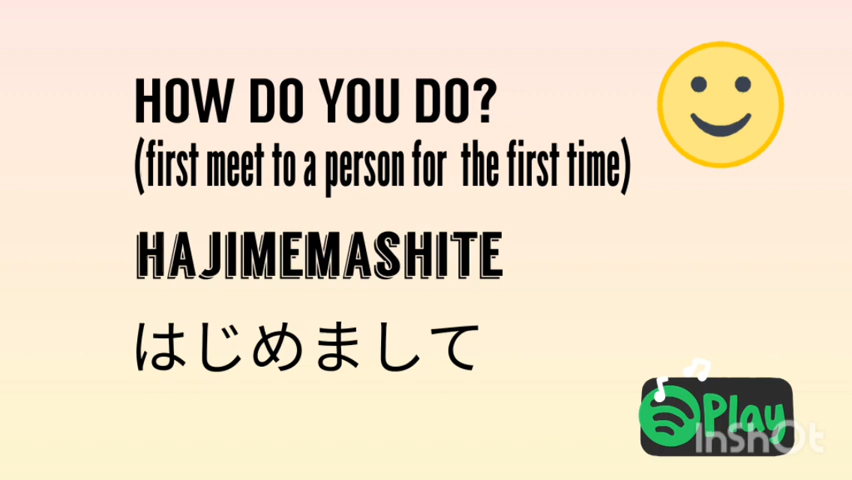 HOW DO YOU DO?
(first meet to a person for the first time)
HAJIMEMASHITE
はじめまして
Play
InShOt